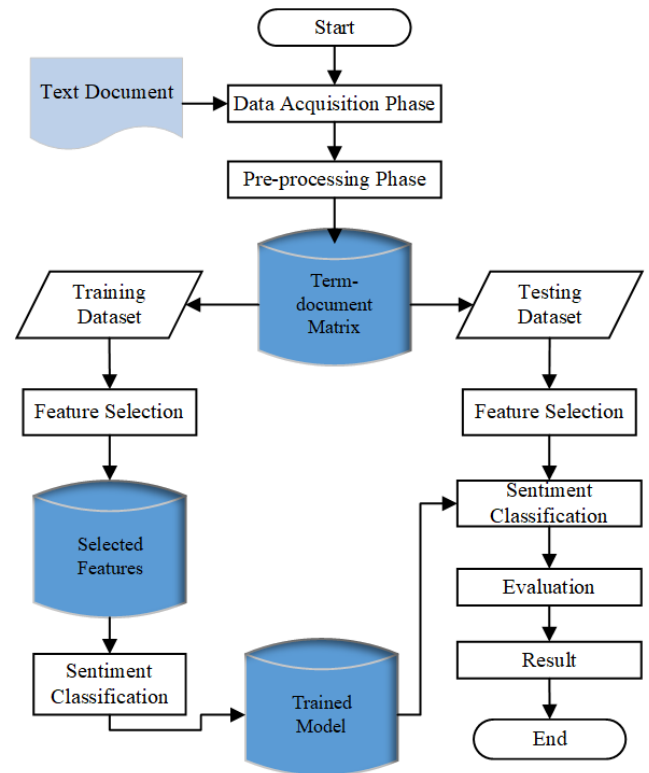 Start
Text Document
Data Acquisition Phase
Pre-processing Phase
Term-
document
Matrix
Training
Dataset
Testing
Dataset
Feature Selection
Feature Selection
Selected
Features
Sentiment
Classification
Evaluation
Sentiment
Classification
Trained
Model
Result
End